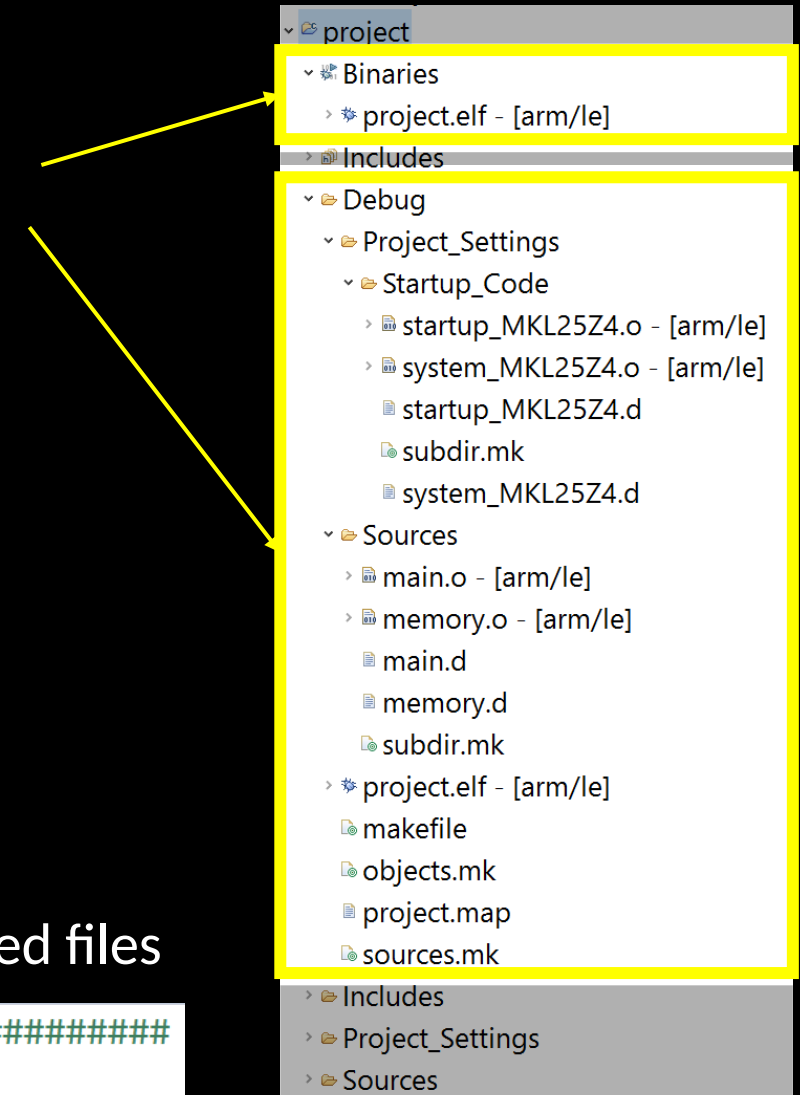 project
Binaries
project.elf - [arm/le]
Includes
Debug
Project_Settings
Startup_Code
startup_MKL25Z4.o - [arm/le]
system_MKL25Z4.o - [arm/le]
startup_MKL25Z4.d
subdir.mk
system_MKL25Z4.d
Sources
main.o - [arm/le]
memory.o - [arm/le]
main.d
memory.d
subdir.mk
project.elf - [arm/le]
makefile
objects.mk
project.map
sources.mk
Includes
Project_Settings
Sources
ed files
#########